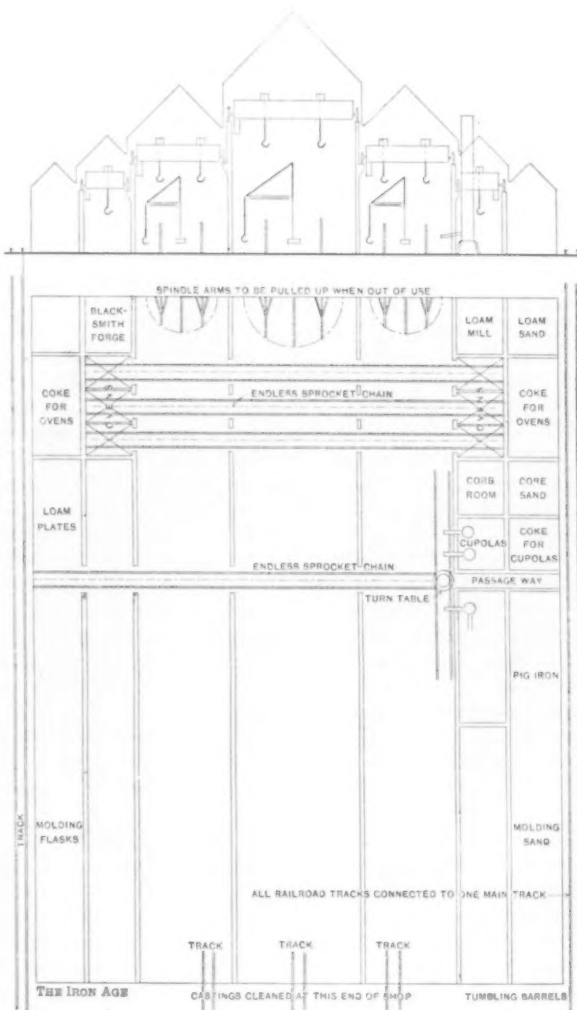 SPINDLE ARMS TO BE PULLED UP WHEN OUT OF USE
BLACK-
SMITH
FORGE
LOAM
MILL
LOAM
SAND
COKE
FOR
OVENS
OVENS
ENDLESS SPROCKET-CHAIN
OVENS
COKE
FOR
OVENS
LOAM
PLATES
CORE
ROOM
CORE
SAND
CUPOLAS
COKE
FOR
CUPOLAS
ENDLESS SPROCKET-CHAIN
PASSAGE WAY
TURN TABLE
PIG IRON
TRACK
MOLDING
FLASKS
MOLDING
SAND
ALL RAILROAD TRACKS CONNECTED TO ONE MAIN TRACK
TRACK
TRACK
TRACK
THE IRON AGE
CASTINGS CLEANED AT THIS END OF SHOP
TUMBLING BARRELS